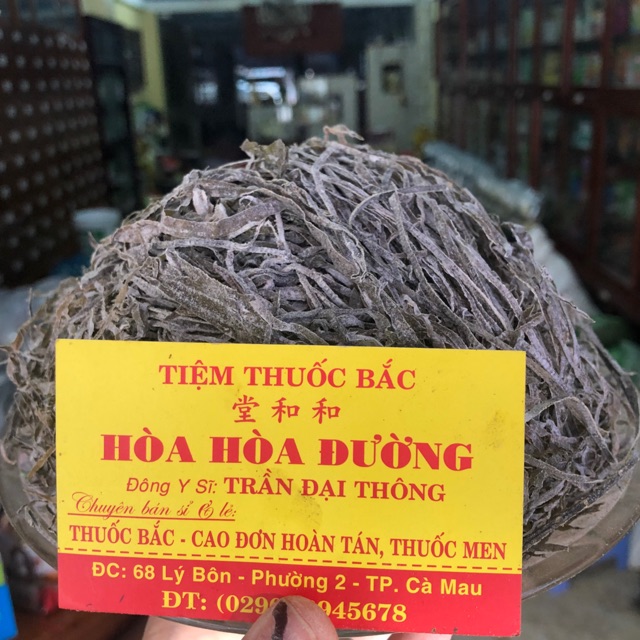 TIỆM THUỐC BẮC
堂和和
HÒA HÒA ĐƯỜNG
Đông Y Sĩ: TRẦN ĐẠI THÔNG
Chuyên bán sỉ & lẻ:
THUỐC BẮC - CAO ĐƠN HOÀN TÁN, THUỐC MEN
ĐC: 68 Lý Bôn - Phường 2 - TP. Cà Mau
ĐT: (029 945678